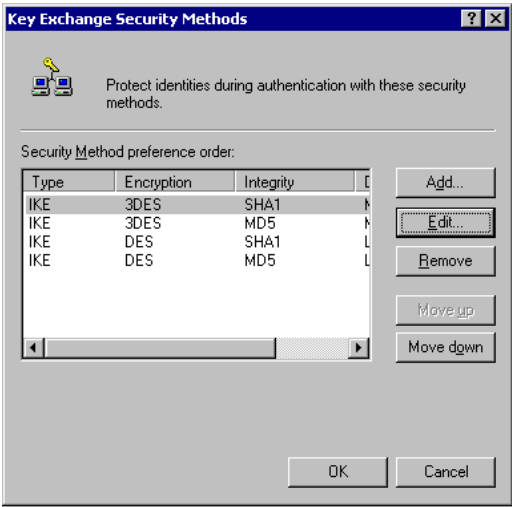 Key Exchange Security Methods
Protect identities during authentication with these security
methods.
Security Method preference order:
Type Encryption Integrity
IKE 3DES SHA1
IKE 3DES MD5
IKE DES SHA1
IKE DES MD5
Add...
Edit...
Remove
Move up
Move down
OK Cancel